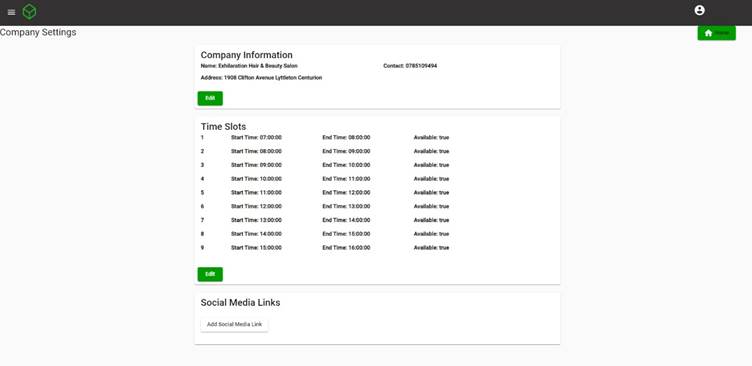 Company Settings
Home
Company Information
Name: Exhilaration Hair & Beauty Salon Contact: 0785109494
Address: 1908 Clifton Avenue Lyttleton Centurion
Edit
Time Slots
1 Start Time: 07:00:00 End Time: 08:00:00 Available: true
2 Start Time: 08:00:00 End Time: 09:00:00 Available: true
3 Start Time: 09:00:00 End Time: 10:00:00 Available: true
4 Start Time: 10:00:00 End Time: 11:00:00 Available: true
5 Start Time: 11:00:00 End Time: 12:00:00 Available: true
6 Start Time: 12:00:00 End Time: 13:00:00 Available: true
7 Start Time: 13:00:00 End Time: 14:00:00 Available: true
8 Start Time: 14:00:00 End Time: 15:00:00 Available: true
9 Start Time: 15:00:00 End Time: 16:00:00 Available: true
Edit
Social Media Links
Add Social Media Link